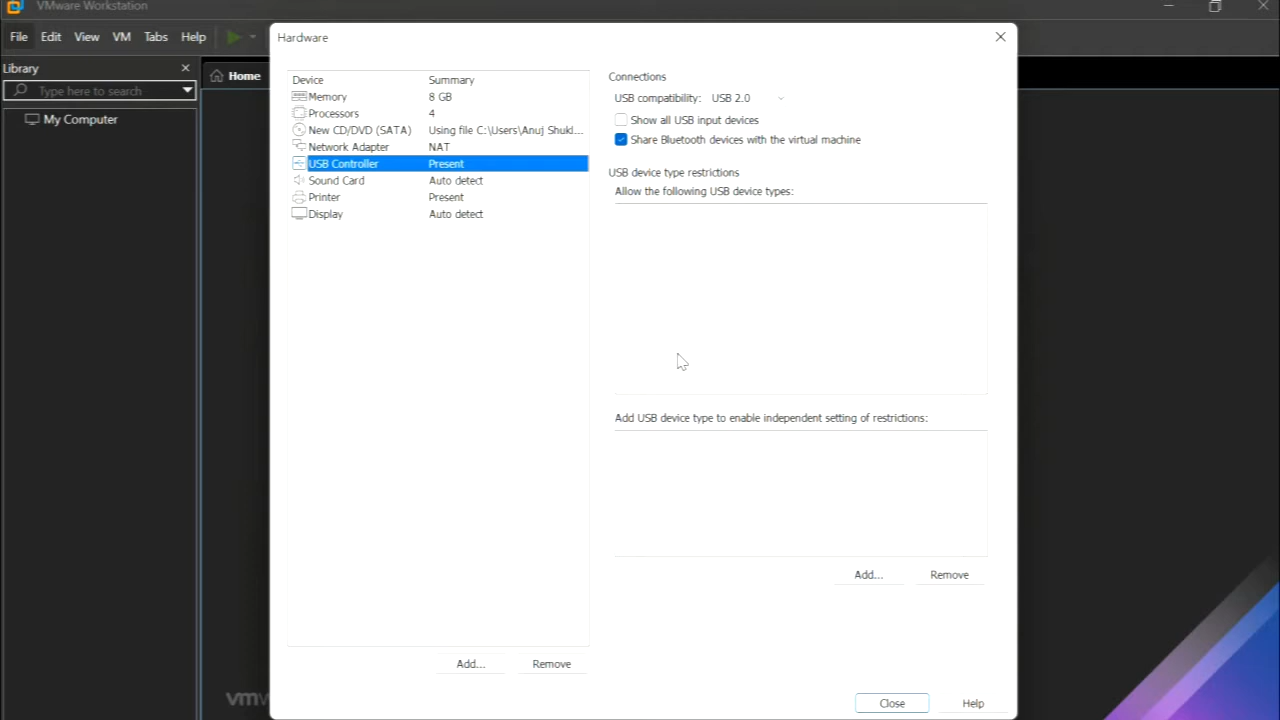 VMware Workstation
File Edit View VM Tabs Help
Library
Type here to search
My Computer
Home
Hardware
Device Summary
Memory 8 GB
Processors 4
New CD/DVD (SATA) Using file C:\Users\Anuj Shukl...
Network Adapter NAT
USB Controller Present
Sound Card Auto detect
Printer Present
Display Auto detect
Add... Remove
Connections
USB compatibility: USB 2.0
Show all USB input devices
Share Bluetooth devices with the virtual machine
USB device type restrictions
Allow the following USB device types:
Add USB device type to enable independent setting of restrictions:
Add... Remove
Close Help
vmw